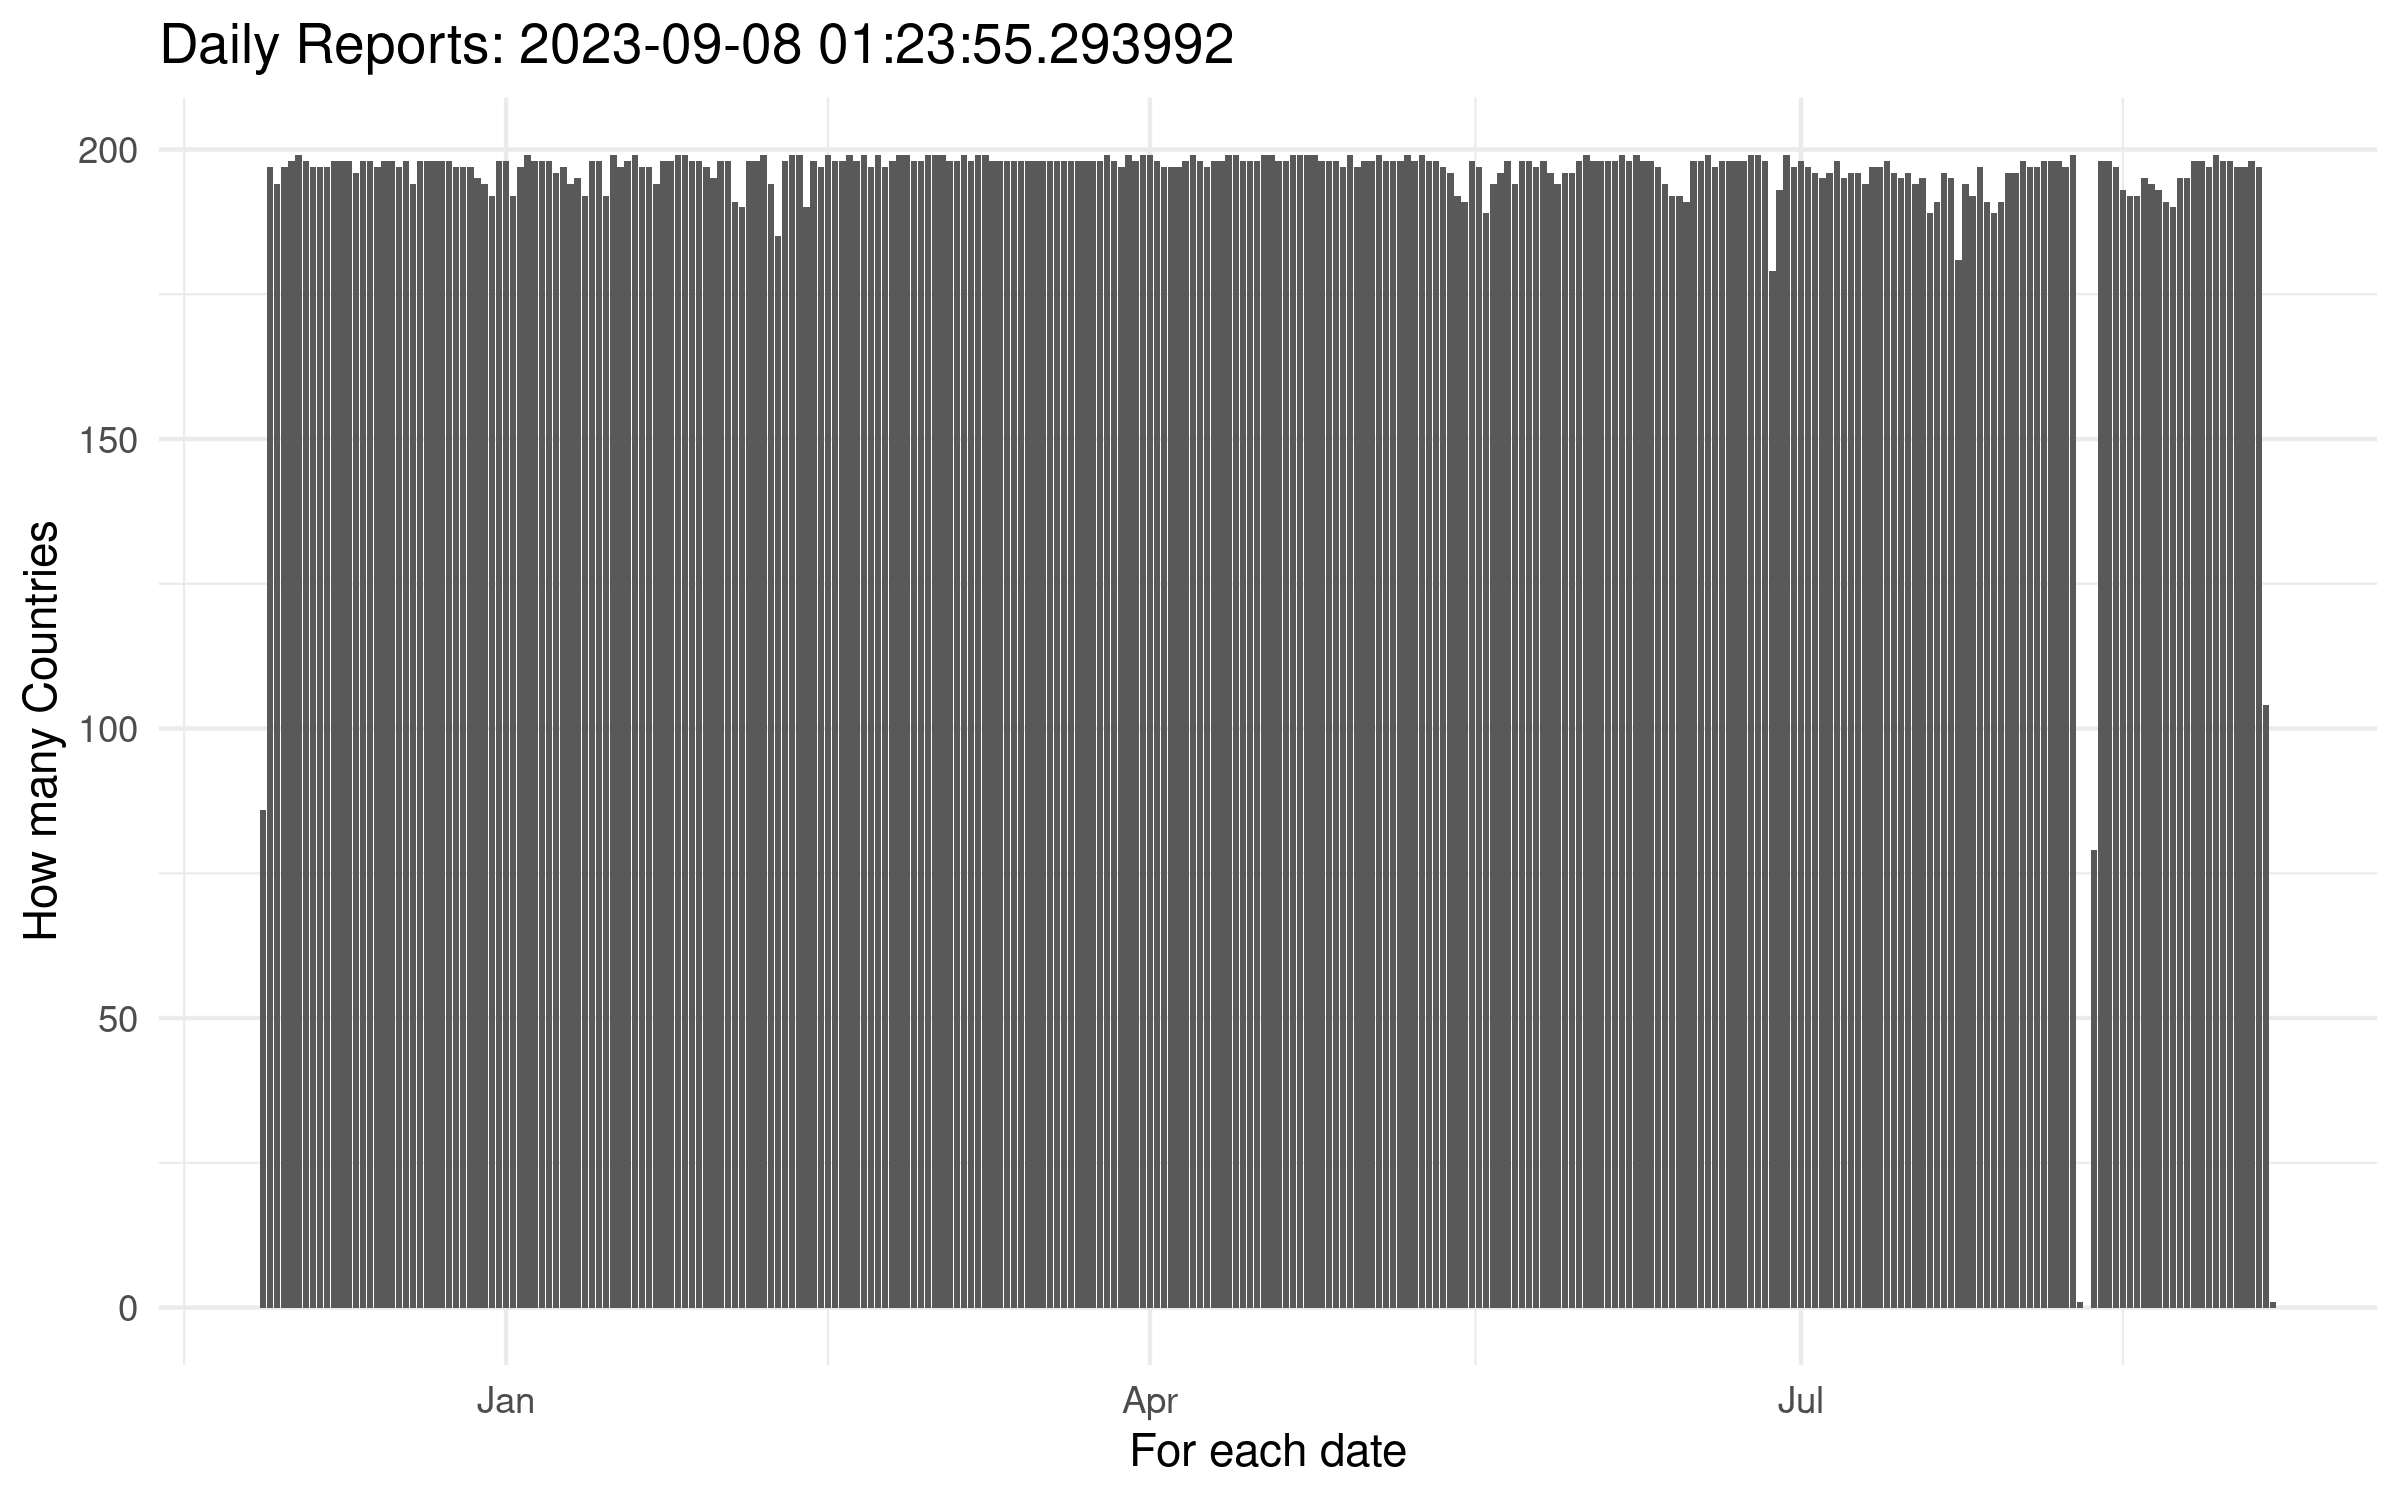 Daily Reports: 2023-09-08 01:23:55.293992
200
150
100
50
0
How many Countries
Jan
Apr
Jul
For each date